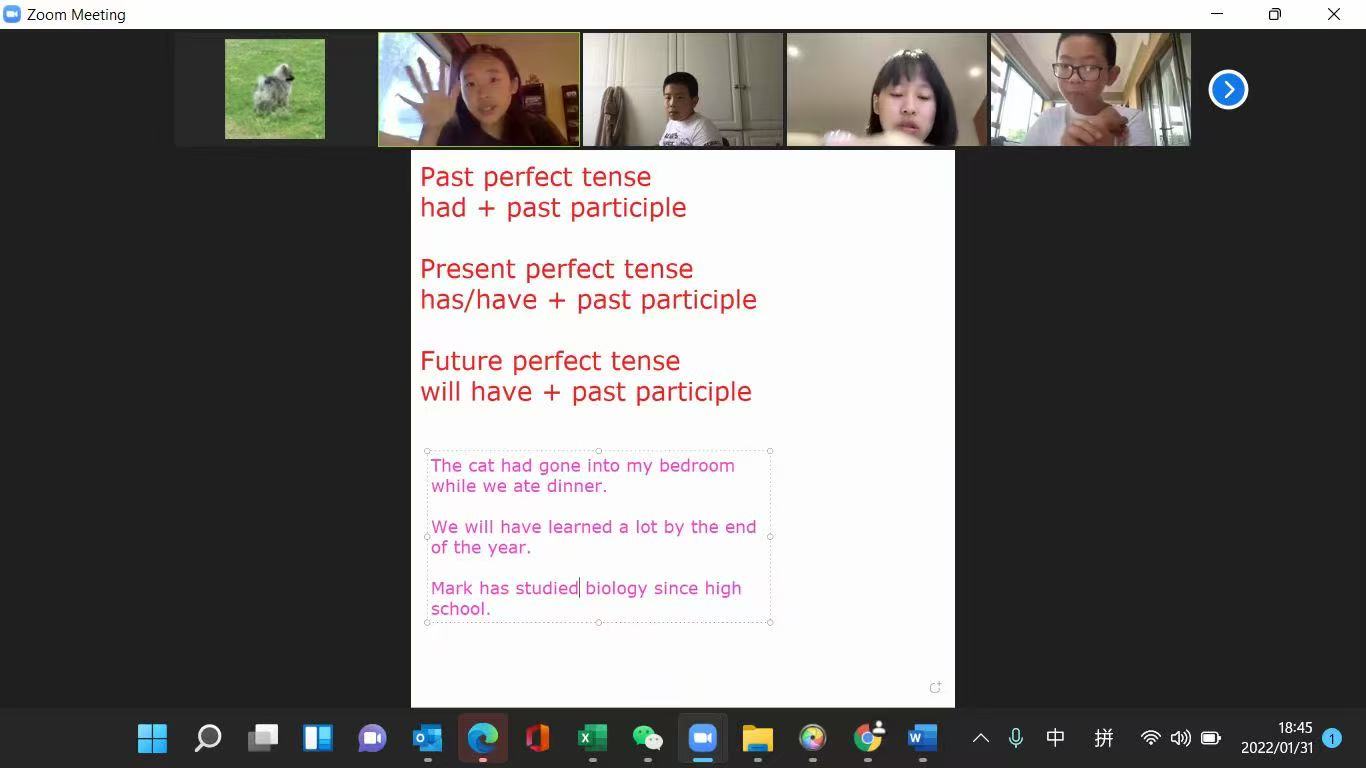 Zoom Meeting
Past perfect tense
had + past participle
Present perfect tense
has/have + past participle
Future perfect tense
will have + past participle
The cat had gone into my bedroom
while we ate dinner.
We will have learned a lot by the end
of the year.
Mark has studied biology since high
school.
中
拼
18:45
2022/01/31
1